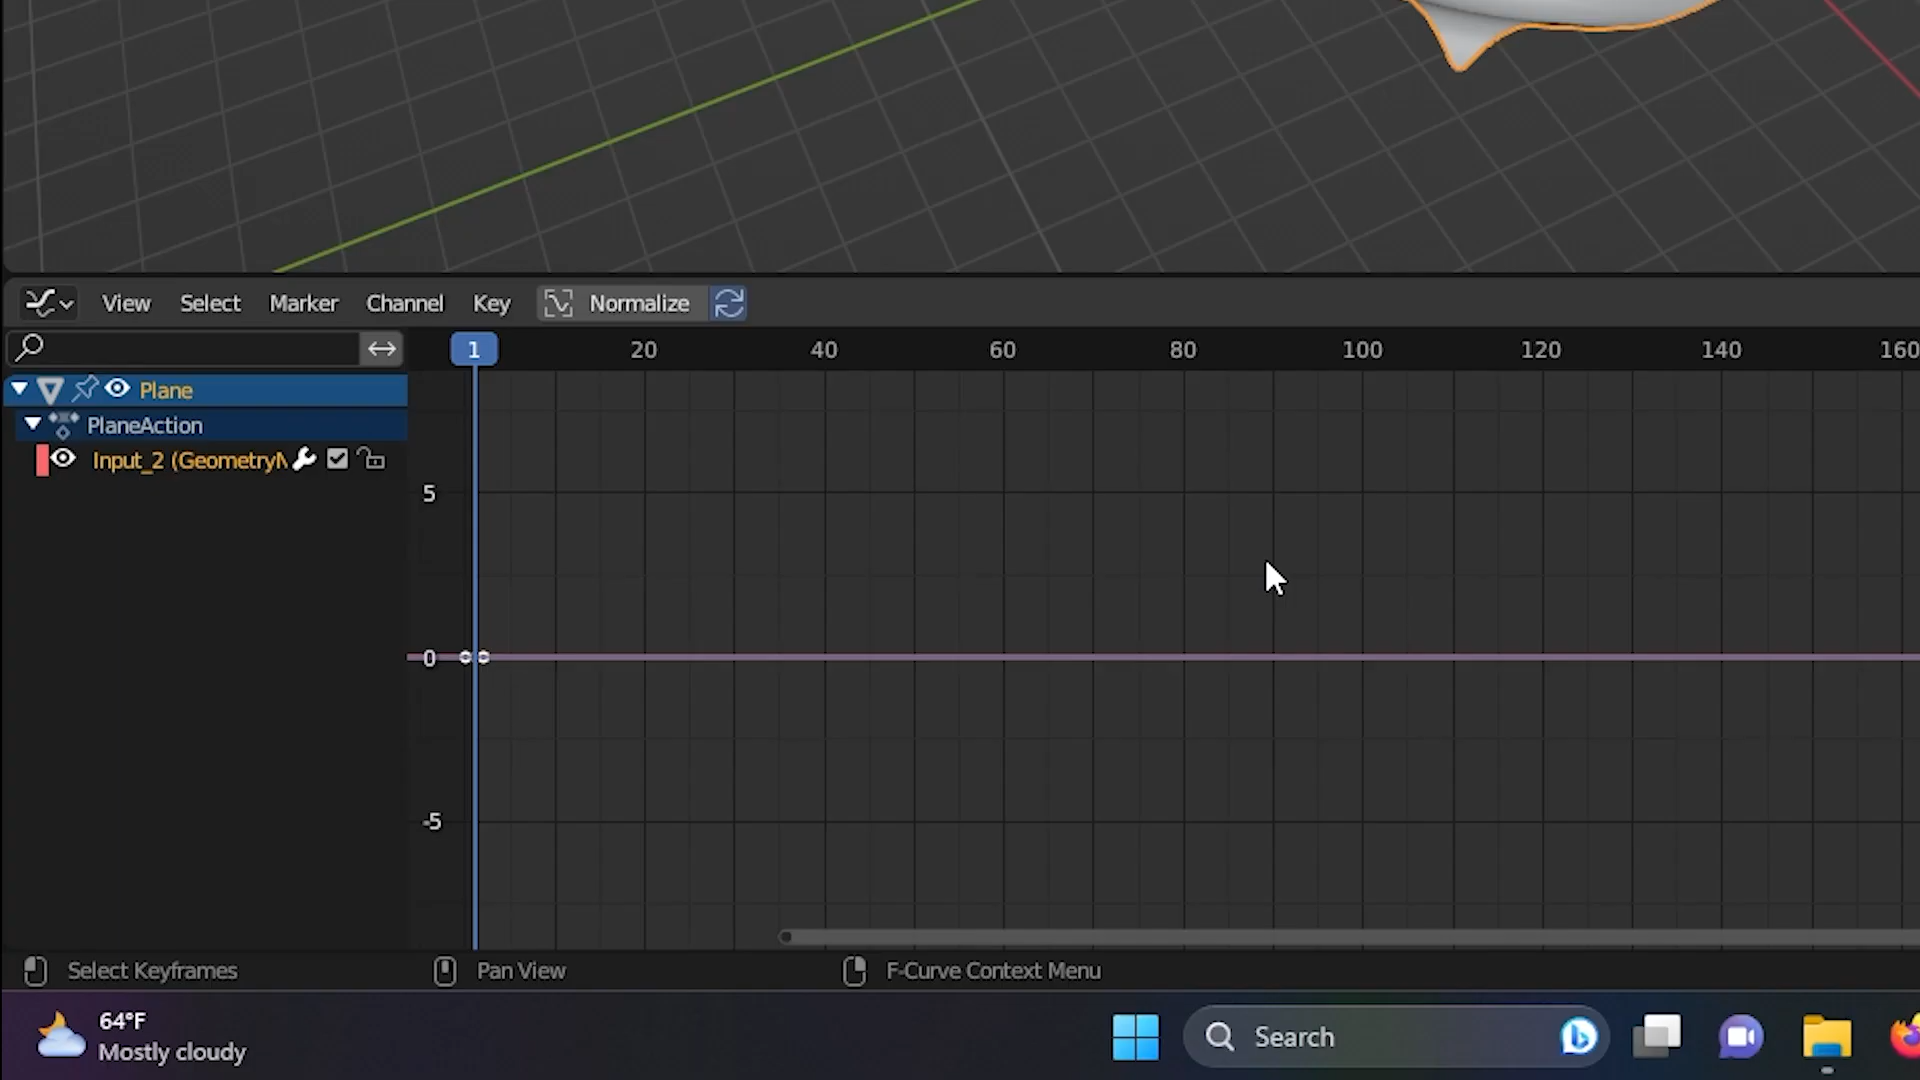 View Select Marker Channel Key Normalize
1 20 40 60 80 100 120 140 160
Plane
PlaneAction
Input_2 (GeometryN
5
0
-5
Select Keyframes Pan View F-Curve Context Menu
64°F
Mostly cloudy
Search